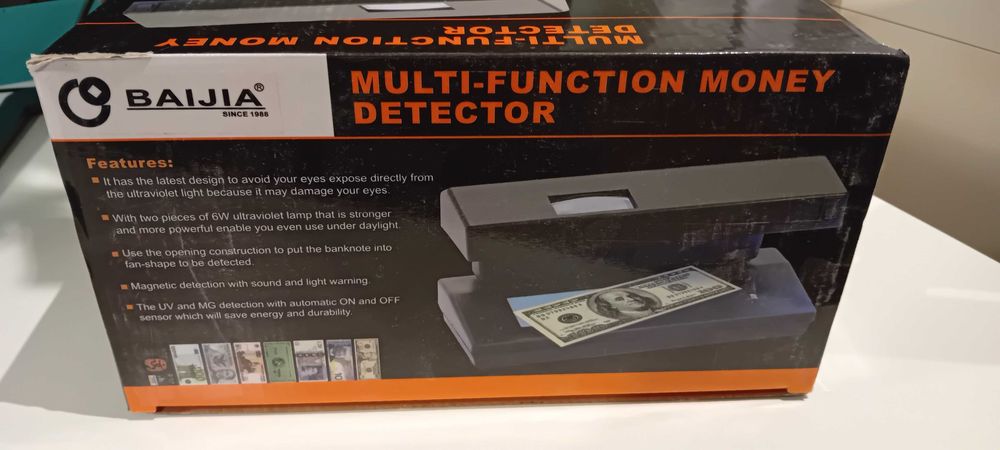 MULTI-FUNCTION MONEY
DETECTOR
BAIJIA®
SINCE 1988
MULTI-FUNCTION MONEY
DETECTOR
Features:
It has the latest design to avoid your eyes expose directly from
the ultraviolet light because it may damage your eyes.
With two pieces of 6W ultraviolet lamp that is stronger
and more powerful enable you even use under daylight.
Use the opening construction to put the banknote into
fan-shape to be detected.
Magnetic detection with sound and light warning.
The UV and MG detection with automatic ON and OFF
sensor which will save energy and durability.